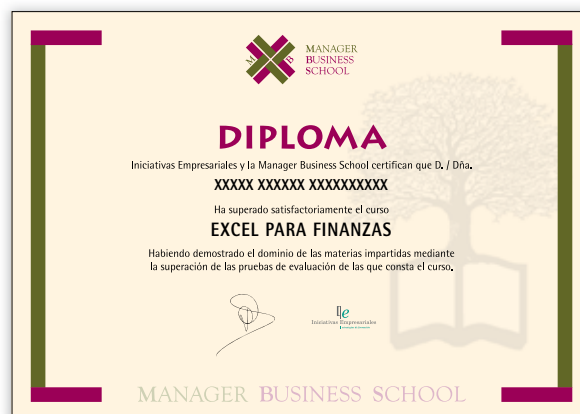 M B
MANAGER
BUSINESS
SCHOOL
DIPLOMA
Iniciativas Empresariales y la Manager Business School certifican que D. / Dña.
XXXXX XXXXXX XXXXXXXXXX
Ha superado satisfactoriamente el curso
EXCEL PARA FINANZAS
Habiendo demostrado el dominio de las materias impartidas mediante
la superación de las pruebas de evaluación de las que consta el curso.
Iniciativas Empresariales
MANAGER BUSINESS SCHOOL